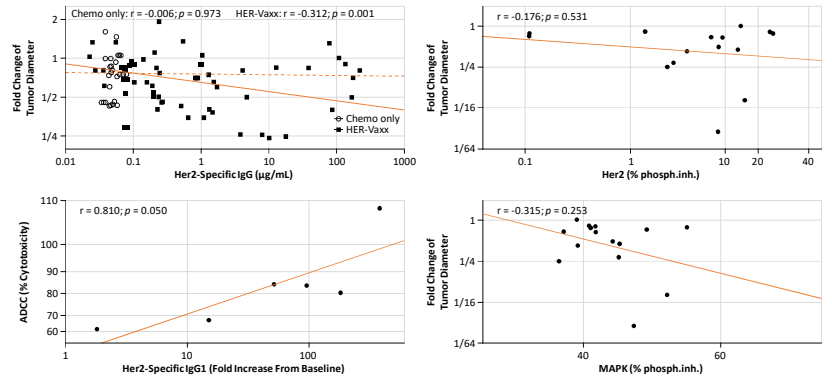 Chemo only: r = -0.006; p = 0.973 HER-Vaxx: r = -0.312; p = 0.001
2
1
1/2
1/4
Fold Change of
Tumor Diameter
Chemo only
HER-Vaxx
0.01 0.1 1 10 100 1000
Her2-Specific IgG (µg/mL)
r = -0.176; p = 0.531
1
1/4
1/16
1/64
Fold Change of
Tumor Diameter
0.1 1 10 20 40
Her2 (% phosph.inh.)
r = 0.810; p = 0.050
110
100
90
80
70
60
ADCC (% Cytotoxicity)
1 10 100
Her2-Specific IgG1 (Fold Increase From Baseline)
r = -0.315; p = 0.253
1
1/4
1/16
1/64
Fold Change of
Tumor Diameter
40 60
MAPK (% phosph.inh.)